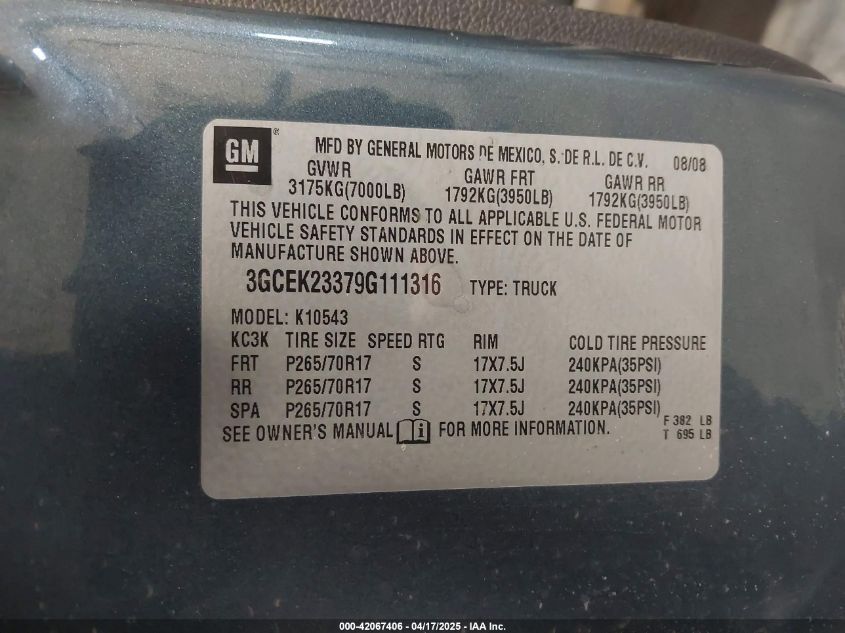 GM ® MFD BY GENERAL MOTORS DE MEXICO, S. DE R.L. DE C.V. 08/08
GVWR GAWR FRT GAWR RR
3175KG(7000LB) 1792KG(3950LB) 1792KG(3950LB)
THIS VEHICLE CONFORMS TO ALL APPLICABLE U.S. FEDERAL MOTOR
VEHICLE SAFETY STANDARDS IN EFFECT ON THE DATE OF
MANUFACTURE SHOWN ABOVE.
3GCEK23379G111316 TYPE: TRUCK
MODEL: K10543
KC3K TIRE SIZE SPEED RTG RIM COLD TIRE PRESSURE
FRT P265/70R17 S 17X7.5J 240KPA(35PSI)
RR P265/70R17 S 17X7.5J 240KPA(35PSI)
SPA P265/70R17 S 17X7.5J 240KPA(35PSI)
F 382 LB
SEE OWNER'S MANUAL i FOR MORE INFORMATION.
T 695 LB
000-42067406 - 04/17/2025 - IAA Inc.